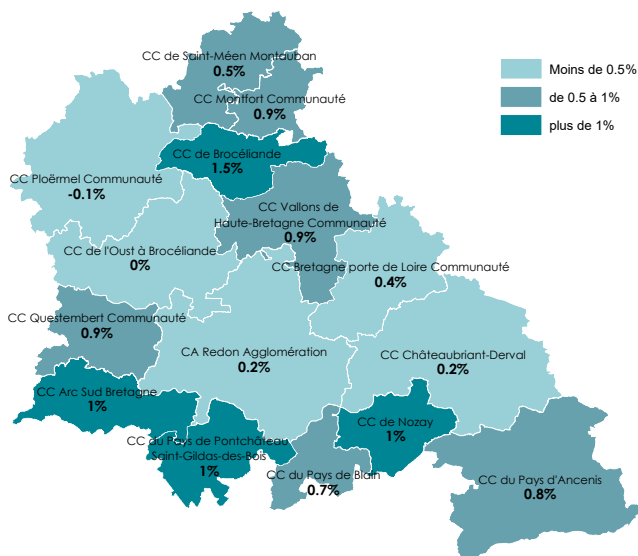 CC de Saint-Méen Montauban
0.5%
Moins de 0.5%
de 0.5 à 1%
plus de 1%
CC Montfort Communauté
0.9%
CC de Brocéliande
1.5%
CC Ploërmel Communauté
-0.1%
CC Vallons de
Haute-Bretagne Communauté
0.9%
CC de l'Oust à Brocéliande
0%
CC Bretagne porte de Loire Communauté
0.4%
CC Questembert Communauté
0.9%
CA Redon Agglomération
0.2%
CC Châteaubriant-Derval
0.2%
CC Arc Sud Bretagne
1%
CC de Nozay
1%
CC du Pays de Pontchâteau
Saint-Gildas-des-Bois
1%
CC du Pays de Blain
0.7%
CC du Pays d'Ancenis
0.8%